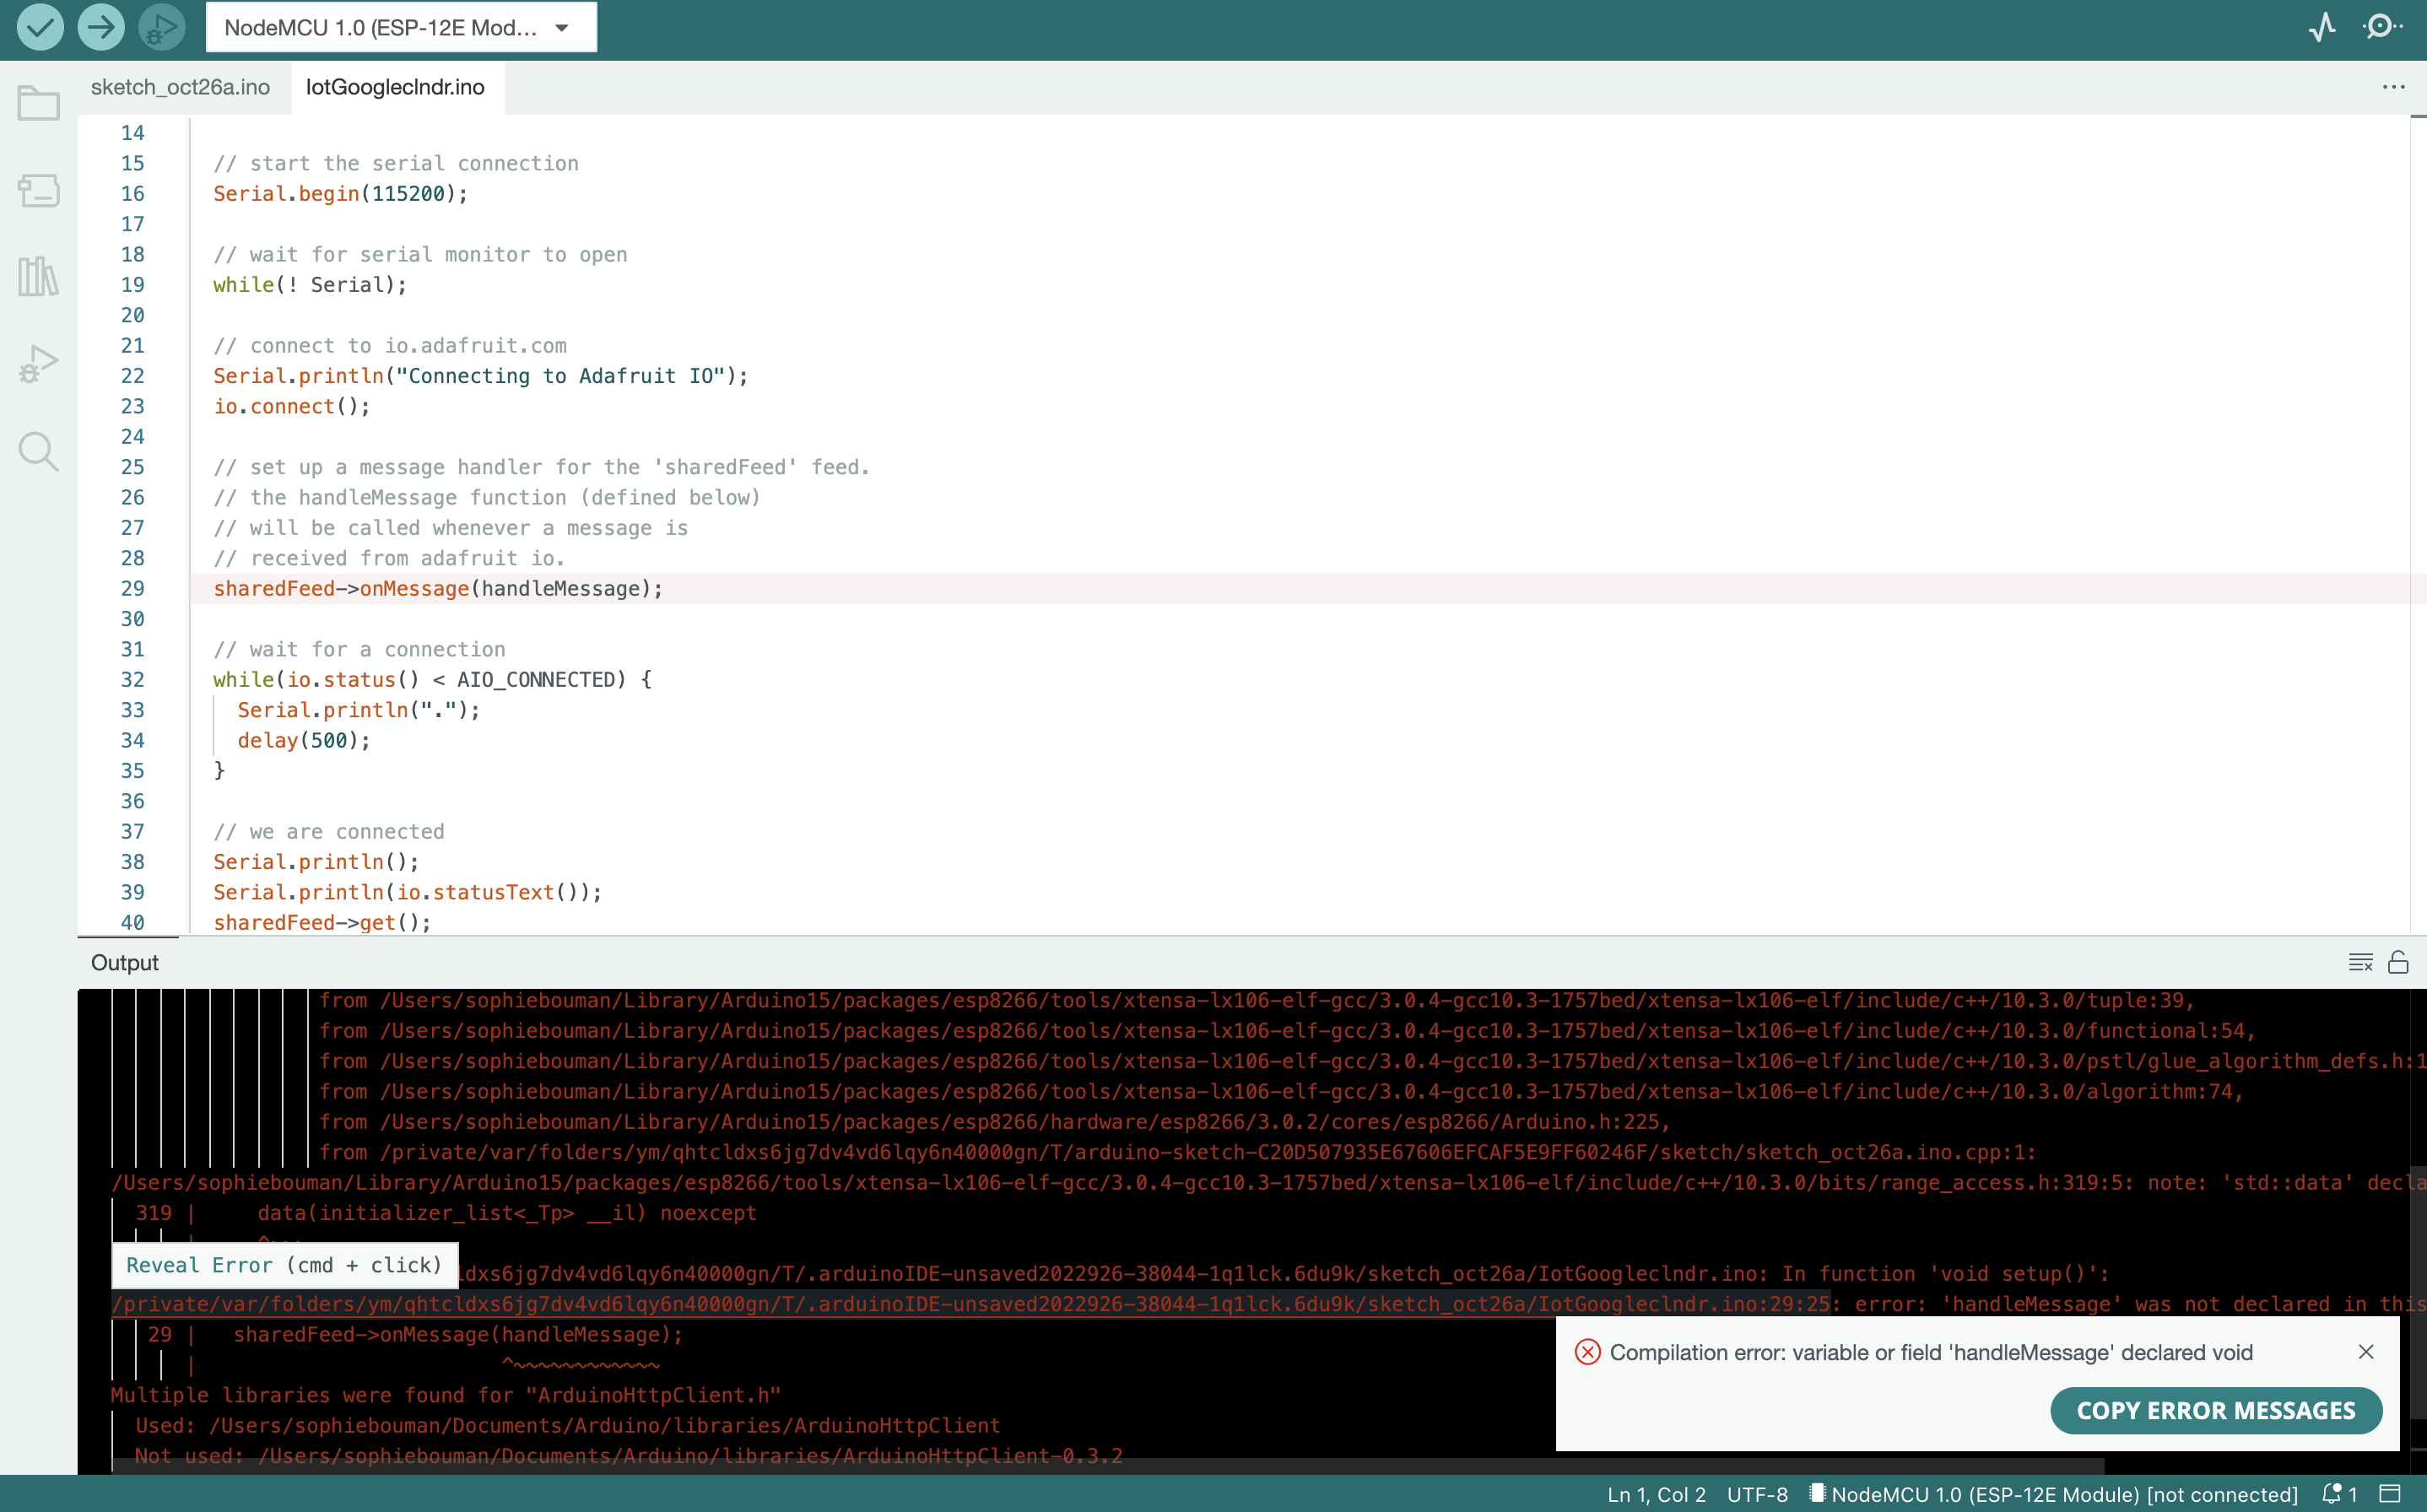 NodeMCU 1.0 (ESP-12E Mod...
sketch_oct26a.ino
IotGoogleclndr.ino
14
15 // start the serial connection
16 Serial.begin(115200);
17
18 // wait for serial monitor to open
19 while(! Serial);
20
21 // connect to io.adafruit.com
22 Serial.println("Connecting to Adafruit IO");
23 io.connect();
24
25 // set up a message handler for the 'sharedFeed' feed.
26 // the handleMessage function (defined below)
27 // will be called whenever a message is
28 // received from adafruit io.
29 sharedFeed->onMessage(handleMessage);
30
31 // wait for a connection
32 while(io.status() < AIO_CONNECTED) {
33 Serial.println(".");
34 delay(500);
35 }
36
37 // we are connected
38 Serial.println();
39 Serial.println(io.statusText());
40 sharedFeed->get();
Output
from /Users/sophiebouman/Library/Arduino15/packages/esp8266/tools/xtensa-lx106-elf-gcc/3.0.4-gcc10.3-1757bed/xtensa-lx106-elf/include/c++/10.3.0/tuple:39,
from /Users/sophiebouman/Library/Arduino15/packages/esp8266/tools/xtensa-lx106-elf-gcc/3.0.4-gcc10.3-1757bed/xtensa-lx106-elf/include/c++/10.3.0/functional:54,
from /Users/sophiebouman/Library/Arduino15/packages/esp8266/tools/xtensa-lx106-elf-gcc/3.0.4-gcc10.3-1757bed/xtensa-lx106-elf/include/c++/10.3.0/pstl/glue_algorithm_defs.h:1
from /Users/sophiebouman/Library/Arduino15/packages/esp8266/tools/xtensa-lx106-elf-gcc/3.0.4-gcc10.3-1757bed/xtensa-lx106-elf/include/c++/10.3.0/algorithm:74,
from /Users/sophiebouman/Library/Arduino15/packages/esp8266/hardware/esp8266/3.0.2/cores/esp8266/Arduino.h:225,
from /private/var/folders/ym/qhtcldxs6jg7dv4vd6lqy6n40000gn/T/arduino-sketch-C20D507935E67606EFCAF5E9FF60246F/sketch/sketch_oct26a.ino.cpp:1:
/Users/sophiebouman/Library/Arduino15/packages/esp8266/tools/xtensa-lx106-elf-gcc/3.0.4-gcc10.3-1757bed/xtensa-lx106-elf/include/c++/10.3.0/bits/range_access.h:319:5: note: 'std::data' decla
319 | data(initializer_list<_Tp> __il) noexcept
| ^~~~
Reveal Error (cmd + click)
ldxs6jg7dv4vd6lqy6n40000gn/T/.arduinoIDE-unsaved2022926-38044-1q1lck.6du9k/sketch_oct26a/IotGoogleclndr.ino: In function 'void setup()':
/private/var/folders/ym/qhtcldxs6jg7dv4vd6lqy6n40000gn/T/.arduinoIDE-unsaved2022926-38044-1q1lck.6du9k/sketch_oct26a/IotGoogleclndr.ino:29:25: error: 'handleMessage' was not declared in this
29 | sharedFeed->onMessage(handleMessage);
| ^~~~~~~~~~~~~
Multiple libraries were found for "ArduinoHttpClient.h"
Used: /Users/sophiebouman/Documents/Arduino/libraries/ArduinoHttpClient
Not used: /Users/sophiebouman/Documents/Arduino/libraries/ArduinoHttpClient-0.3.2
Compilation error: variable or field 'handleMessage' declared void
COPY ERROR MESSAGES
Ln 1, Col 2 UTF-8 NodeMCU 1.0 (ESP-12E Module) [not connected] 1